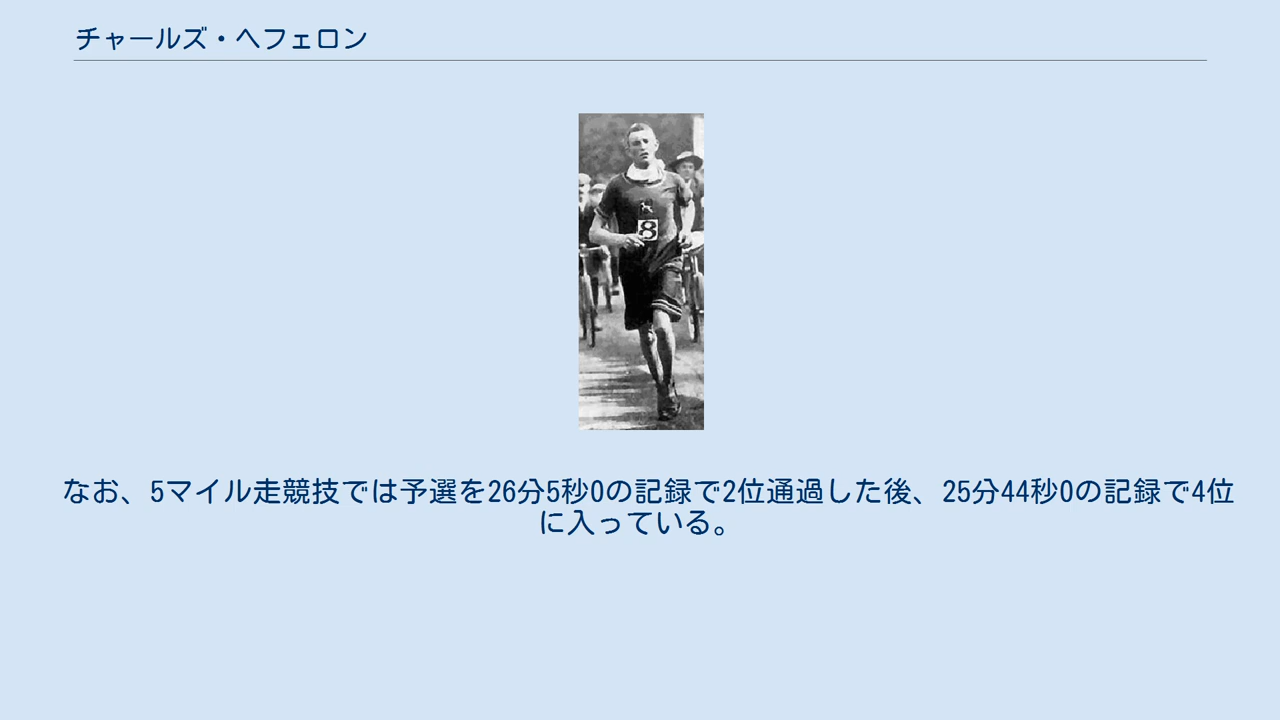 チャールズ・ヘフェロン
8
なお、5マイル走競技では予選を26分5秒0の記録で2位通過した後、25分44秒0の記録で4位
に入っている。